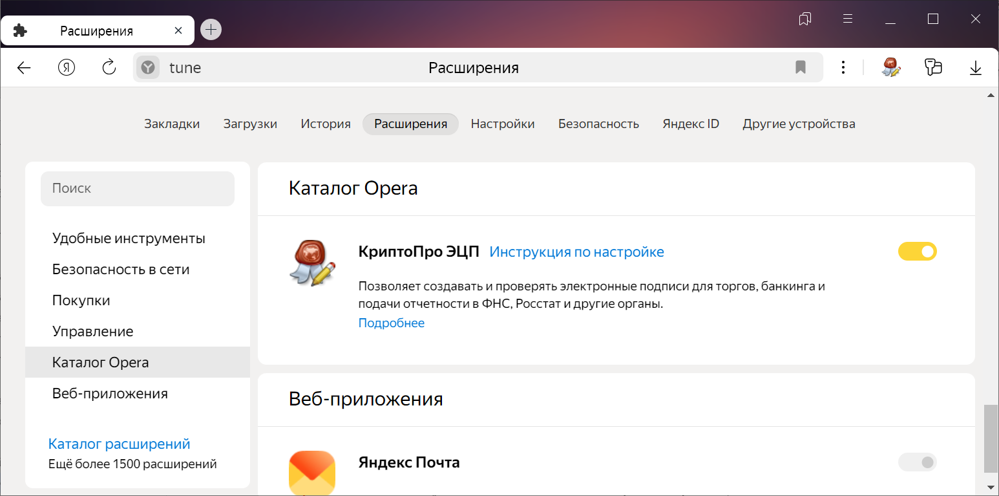 Расширения
Я
tune
Расширения
Закладки Загрузки История Расширения Настройки Безопасность Яндекс ID Другие устройства
Поиск
Удобные инструменты
Безопасность в сети
Покупки
Управление
Каталог Opera
Веб-приложения
Каталог расширений
Ещё более 1500 расширений
Каталог Opera
КриптоПро ЭЦП Инструкция по настройке
Позволяет создавать и проверять электронные подписи для торгов, банкинга и
подачи отчетности в ФНС, Росстат и другие органы.
Подробнее
Веб-приложения
Яндекс Почта